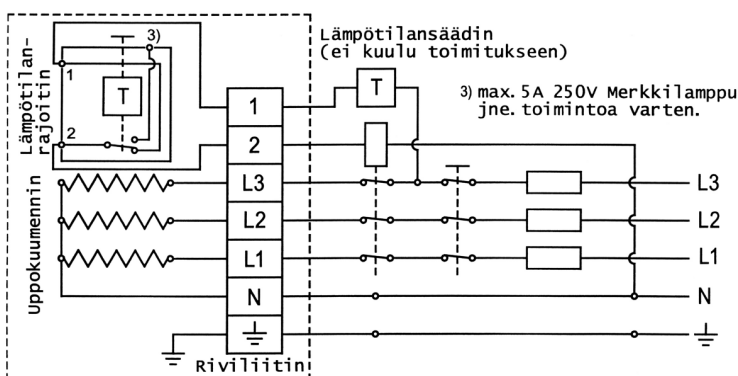 Lämpötilan-
rajoitin
1
2
3)
T
Uppokuumennin
1
2
L3
L2
L1
N
Riviliitin
Lämpötilansäädin
(ei kuulu toimitukseen)
T
3) max. 5A 250V Merkkilamppu
jne. toimintoa varten.
L3
L2
L1
N